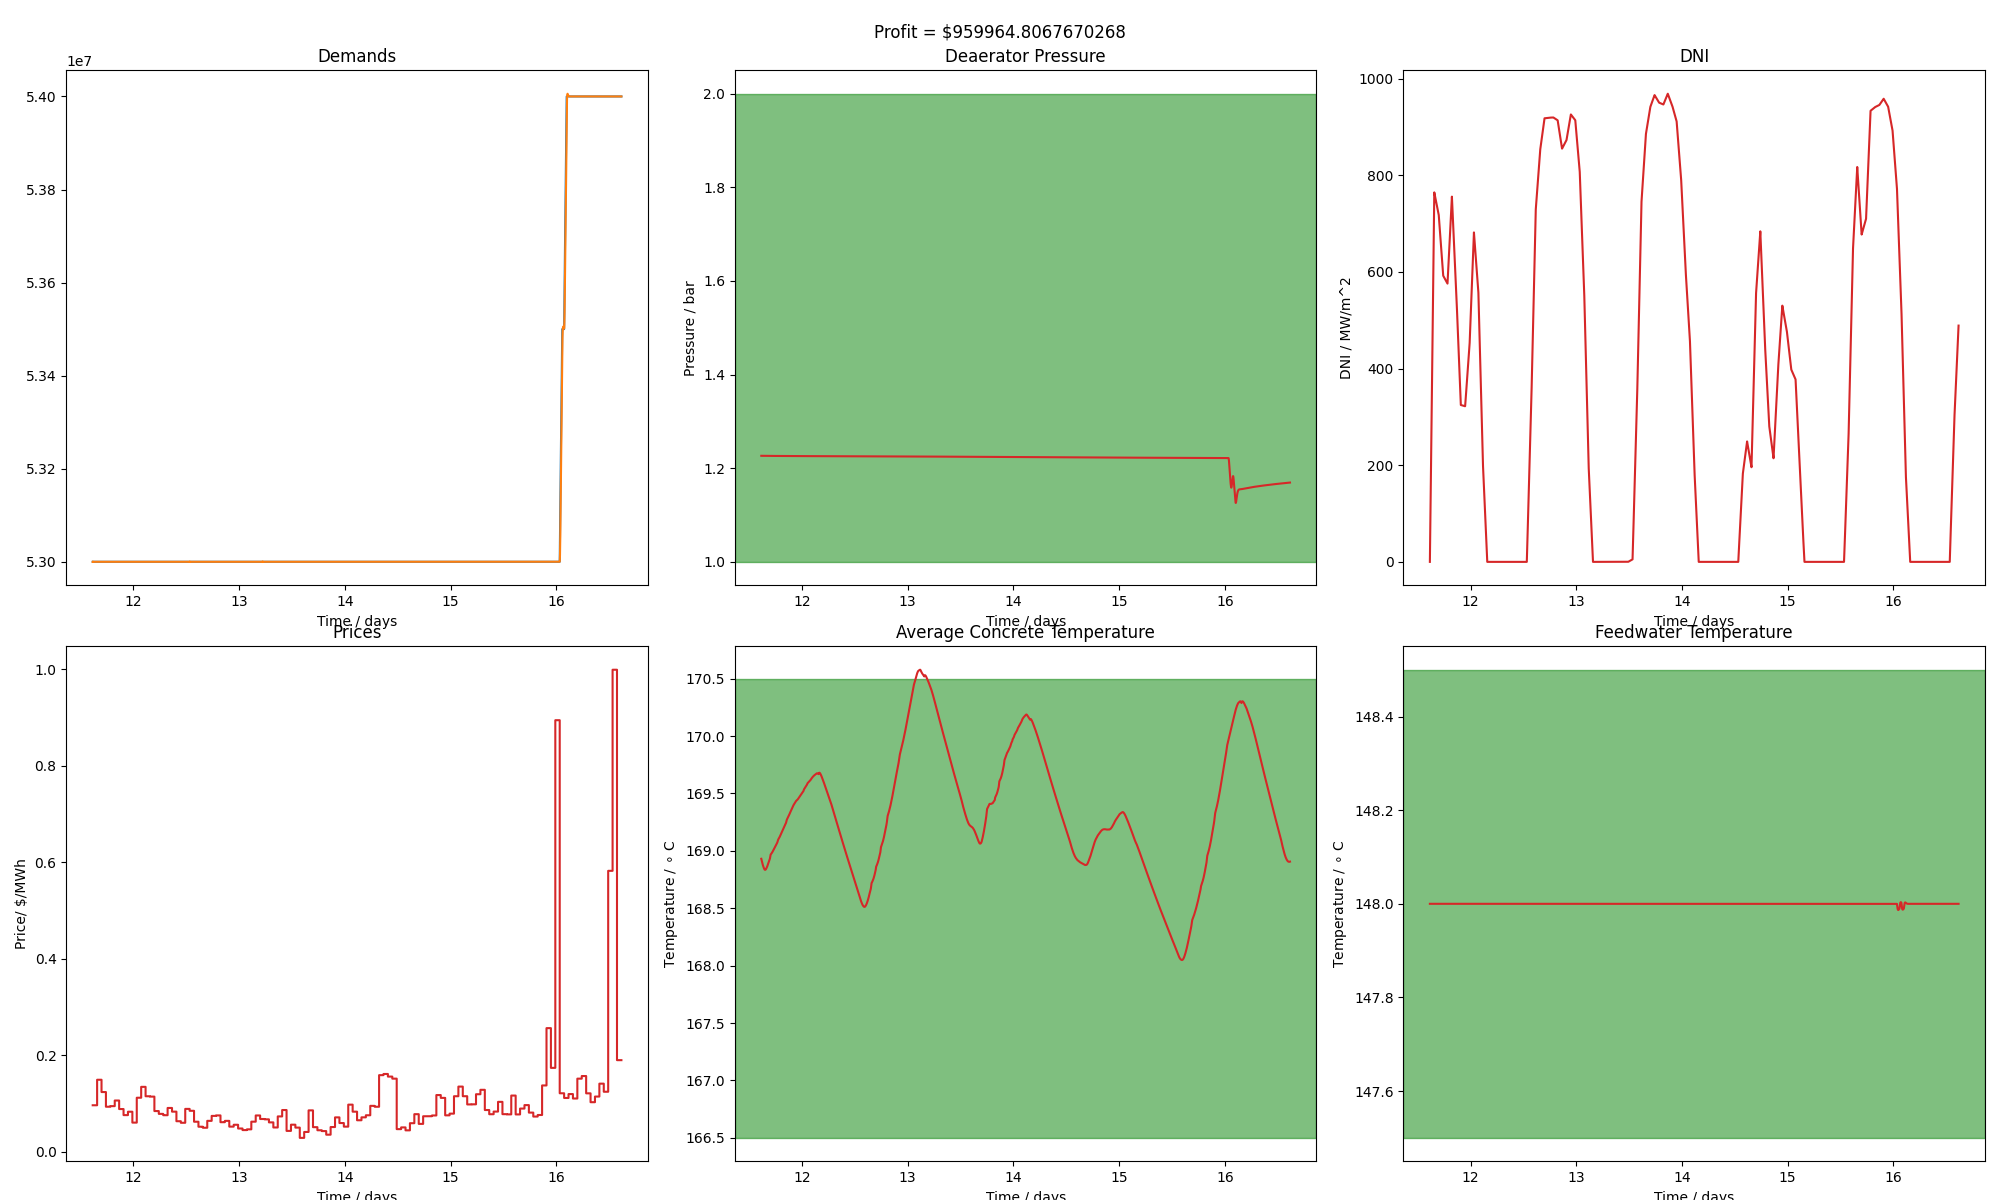 Profit = $959964.8067670268
Demands
1e7
5.40
5.38
5.36
5.34
5.32
5.30
12 13 14 15 16
Time / days
Deaerator Pressure
Pressure / bar
2.0
1.8
1.6
1.4
1.2
1.0
12 13 14 15 16
Time / days
DNI
DNI / MW/m^2
1000
800
600
400
200
0
12 13 14 15 16
Time / days
Prices
Price/ $/MWh
1.0
0.8
0.6
0.4
0.2
0.0
12 13 14 15 16
Time / days
Average Concrete Temperature
Temperature / ∘ C
170.5
170.0
169.5
169.0
168.5
168.0
167.5
167.0
166.5
12 13 14 15 16
Time / days
Feedwater Temperature
Temperature / ∘ C
148.4
148.2
148.0
147.8
147.6
12 13 14 15 16
Time / days